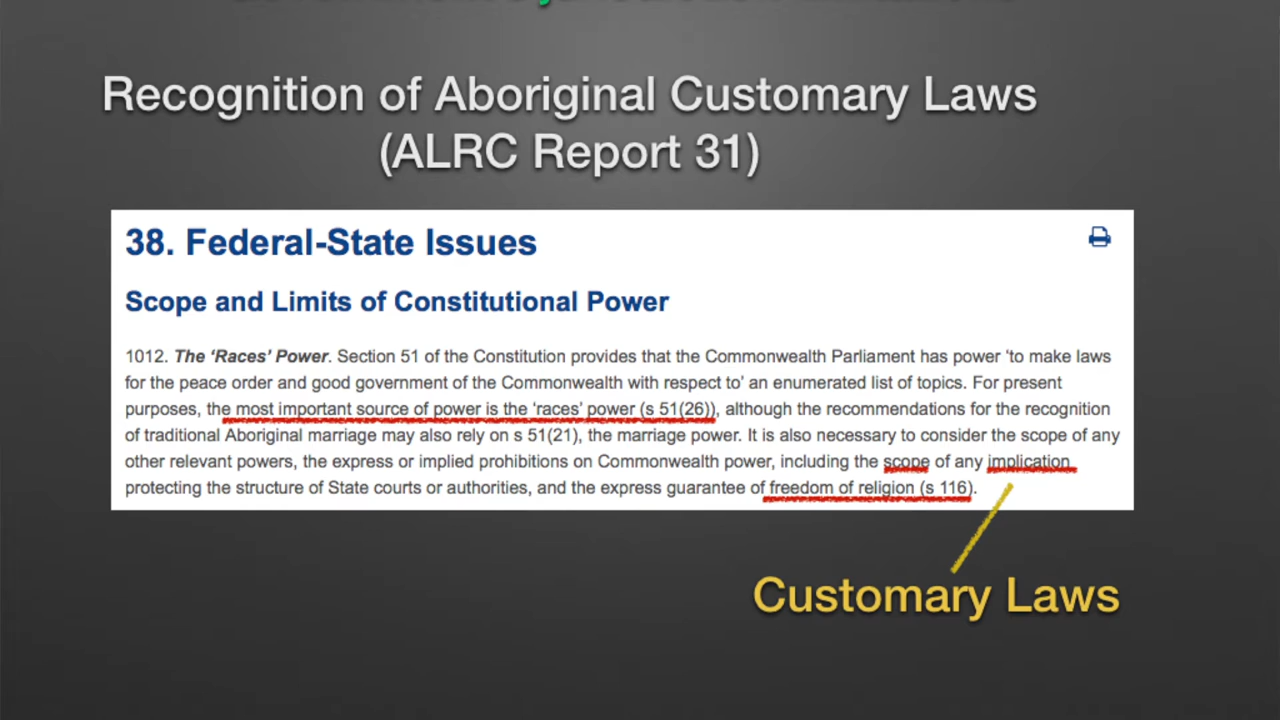 Recognition of Aboriginal Customary Laws
(ALRC Report 31)
38. Federal-State Issues
Scope and Limits of Constitutional Power
1012. The ‘Races’ Power. Section 51 of the Constitution provides that the Commonwealth Parliament has power ‘to make laws
for the peace order and good government of the Commonwealth with respect to’ an enumerated list of topics. For present
purposes, the most important source of power is the ‘races’ power (s 51(26)), although the recommendations for the recognition
of traditional Aboriginal marriage may also rely on s 51(21), the marriage power. It is also necessary to consider the scope of any
other relevant powers, the express or implied prohibitions on Commonwealth power, including the scope of any implication
protecting the structure of State courts or authorities, and the express guarantee of freedom of religion (s 116).
Customary Laws